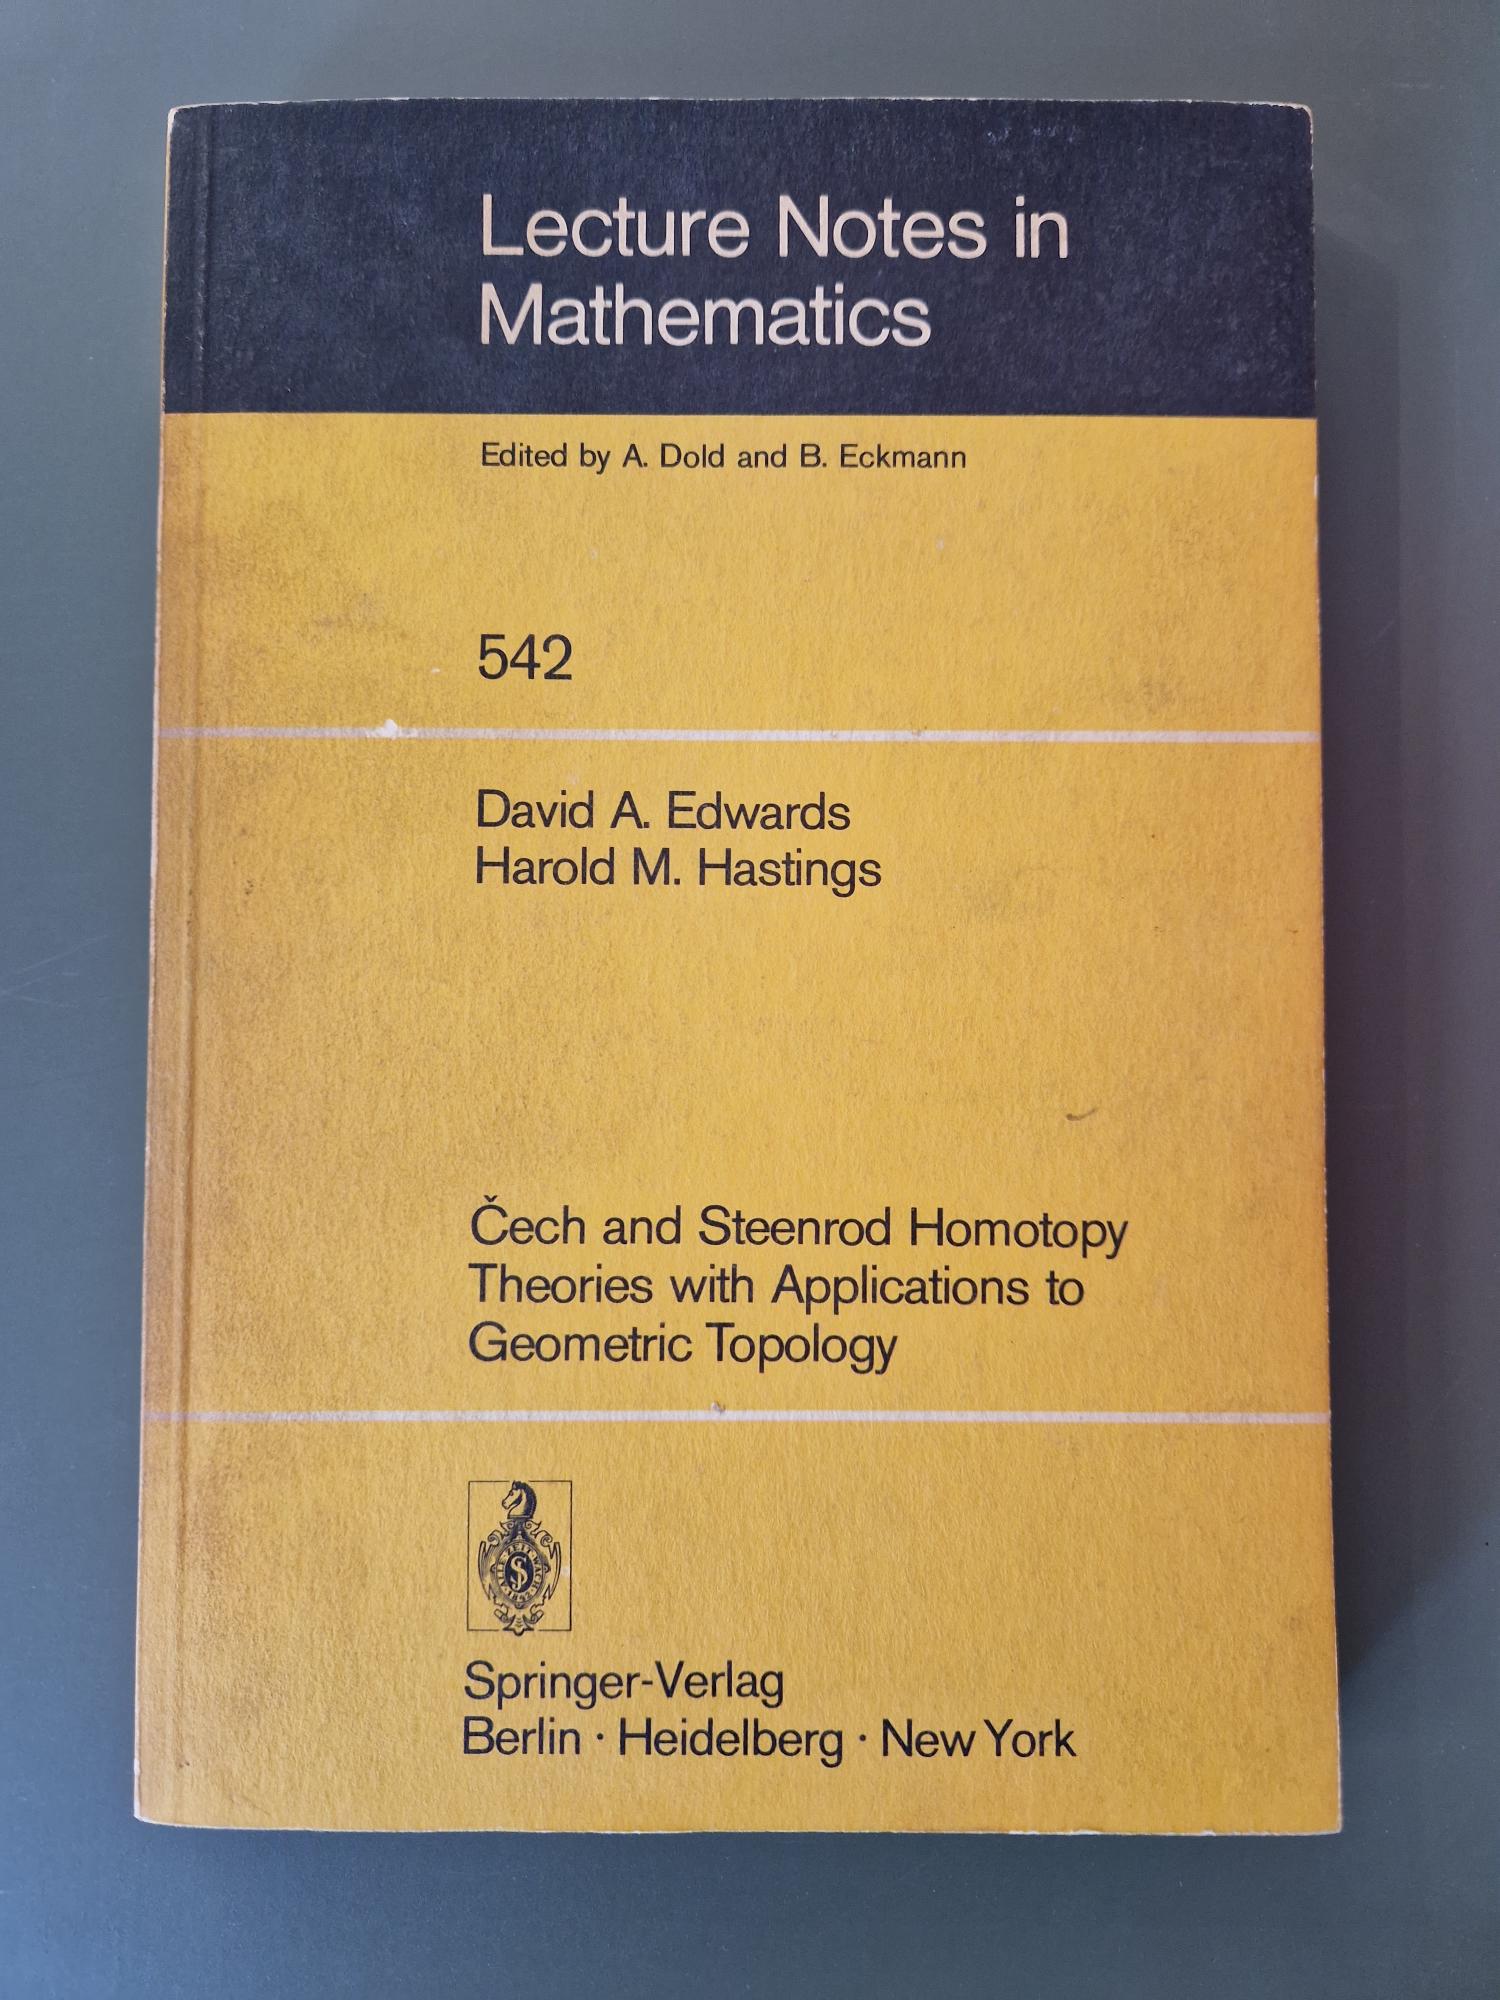 Lecture Notes in
Mathematics
Edited by A. Dold and B. Eckmann
542
David A. Edwards
Harold M. Hastings
Čech and Steenrod Homotopy
Theories with Applications to
Geometric Topology
Springer-Verlag
Berlin · Heidelberg · New York